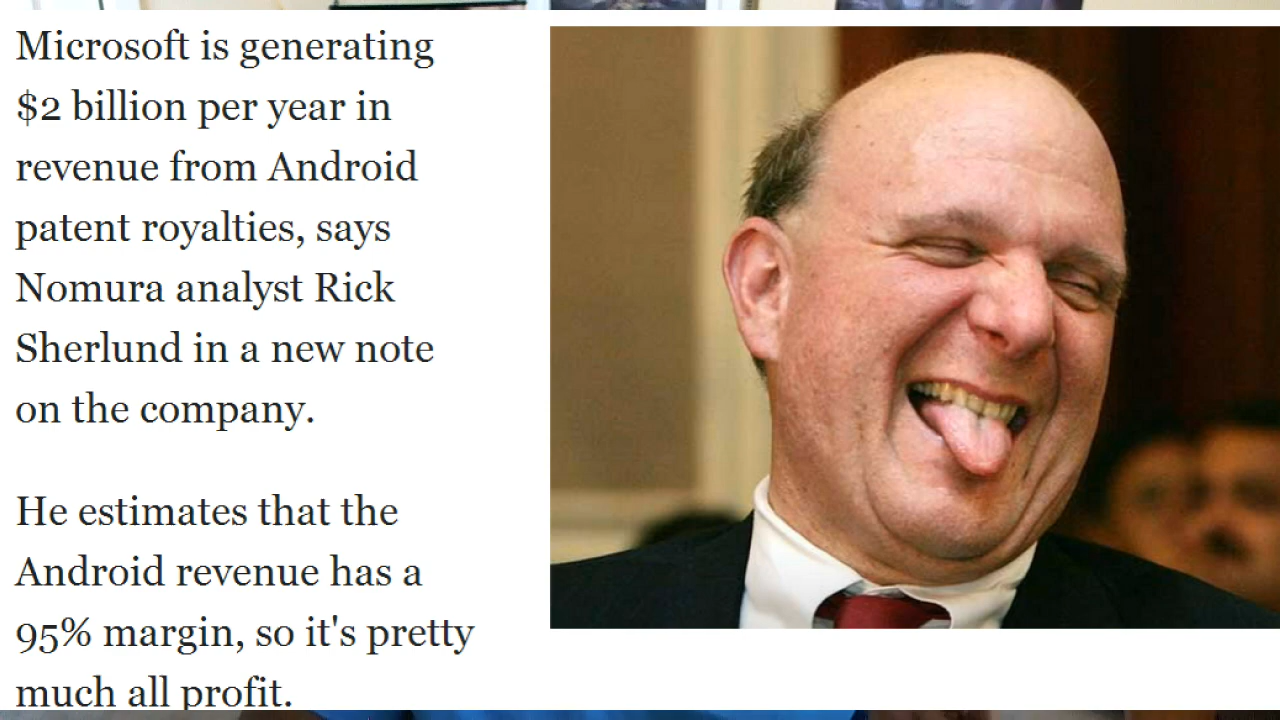 Microsoft is generating
$2 billion per year in
revenue from Android
patent royalties, says
Nomura analyst Rick
Sherlund in a new note
on the company.
He estimates that the
Android revenue has a
95% margin, so it's pretty
much all profit.